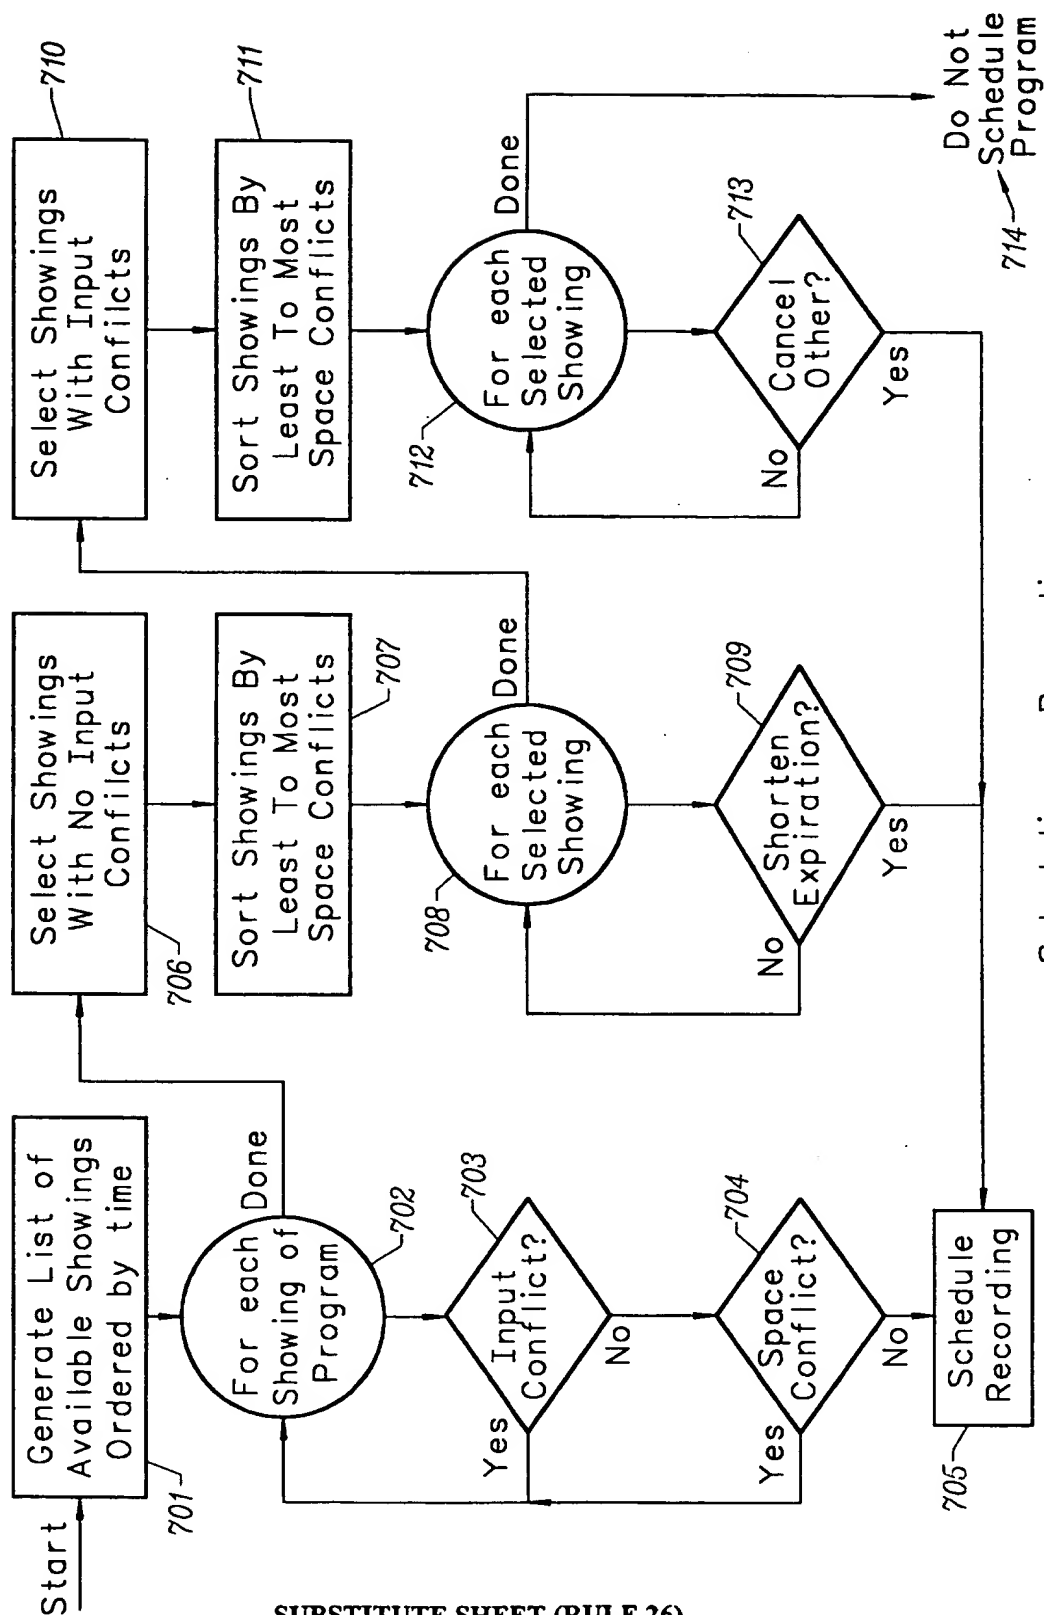 Start
Generate List of
Available Showings
Ordered by time
701
For each
Showing of
Program
Done
702
Input
Conflict?
703
Yes
No
Space
Conflict?
704
Yes
No
Schedule
Recording
705
Select Showings
With No Input
Confilcts
706
Sort Showings By
Least To Most
Space Conflicts
707
For each
Selected
Showing
Done
708
Shorten
Expiration?
709
No
Yes
Select Showings
With Input
Confilcts
710
Sort Showings By
Least To Most
Space Conflicts
711
For each
Selected
Showing
Done
712
Cancel
Other?
713
No
Yes
Do Not
Schedule
Program
714
SUBSTITUTE SHEET (RULE 26)